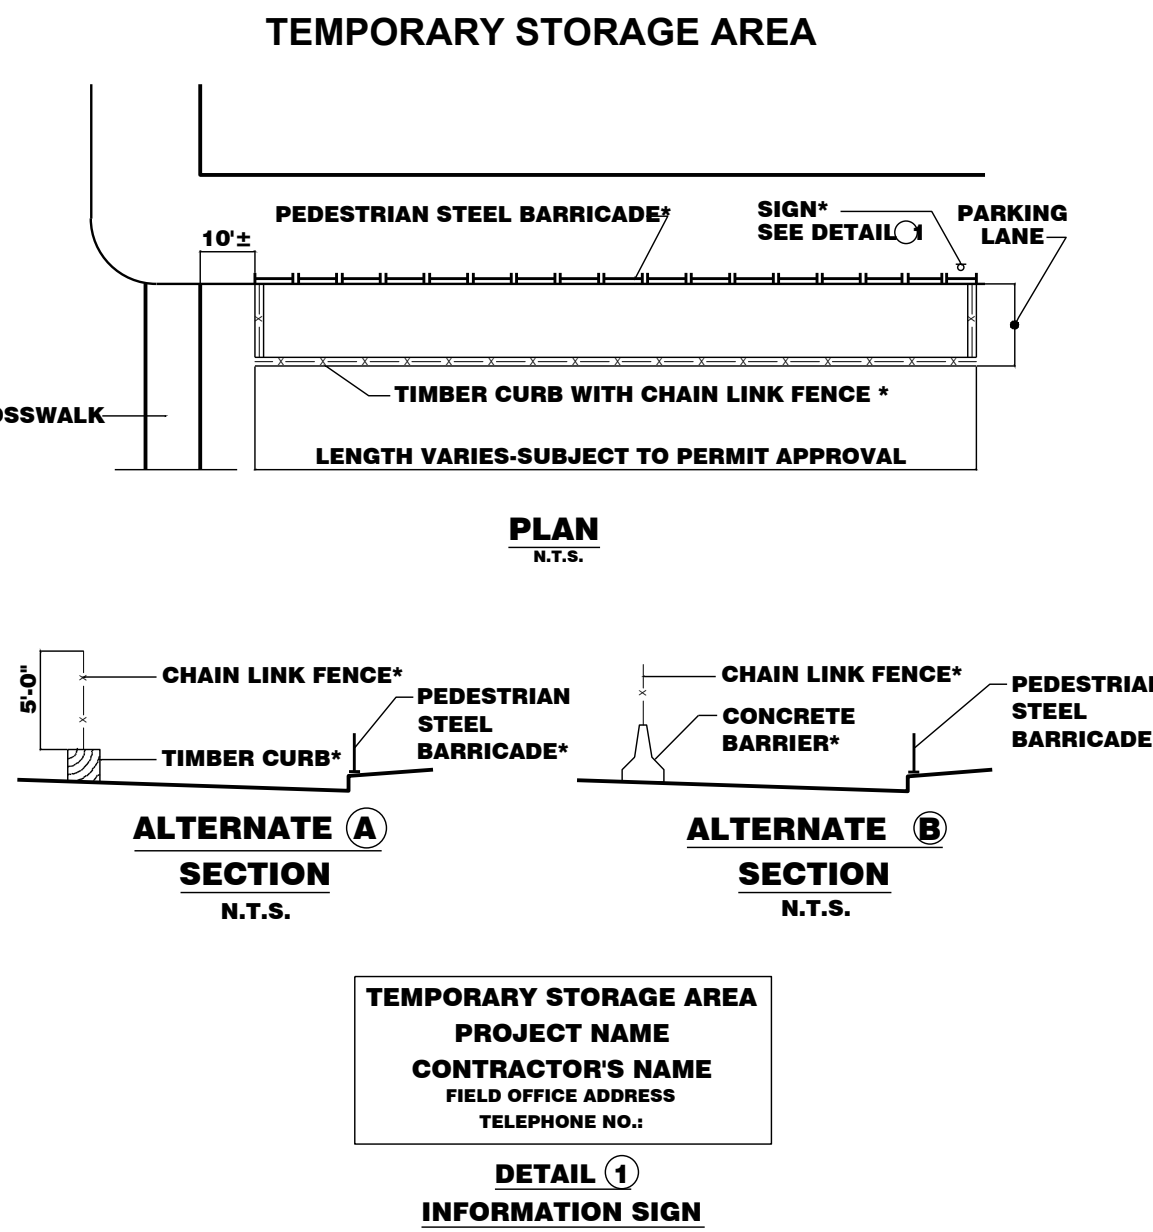 TEMPORARY STORAGE AREA
PEDESTRIAN STEEL BARRICADE*
SIGN*
SEE DETAIL 1
PARKING
LANE
10'±
TIMBER CURB WITH CHAIN LINK FENCE *
OSSWALK
LENGTH VARIES-SUBJECT TO PERMIT APPROVAL
PLAN
N.T.S.
5'-0"
CHAIN LINK FENCE*
PEDESTRIAN
STEEL
BARRICADE*
TIMBER CURB*
ALTERNATE A
SECTION
N.T.S.
CHAIN LINK FENCE*
CONCRETE
BARRIER*
PEDESTRIAN
STEEL
BARRICADE
ALTERNATE B
SECTION
N.T.S.
TEMPORARY STORAGE AREA
PROJECT NAME
CONTRACTOR'S NAME
FIELD OFFICE ADDRESS
TELEPHONE NO.:
DETAIL 1
INFORMATION SIGN